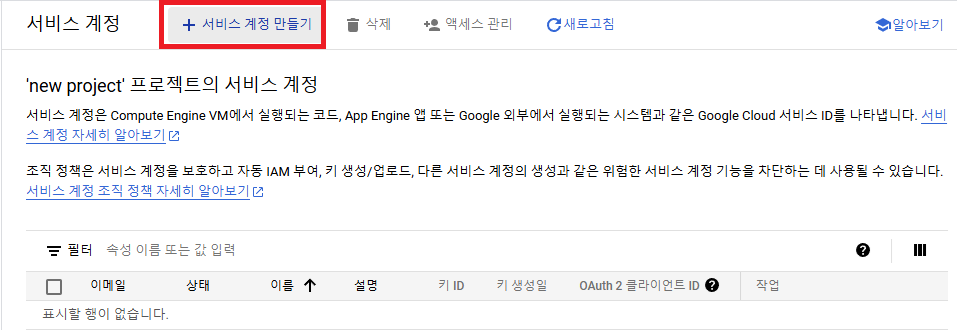 서비스 계정 + 서비스 계정 만들기 삭제 액세스 관리 새로고침 알아보기
'new project' 프로젝트의 서비스 계정
서비스 계정은 Compute Engine VM에서 실행되는 코드, App Engine 앱 또는 Google 외부에서 실행되는 시스템과 같은 Google Cloud 서비스 ID를 나타냅니다. 서비
스 계정 자세히 알아보기
조직 정책은 서비스 계정을 보호하고 자동 IAM 부여, 키 생성/업로드, 다른 서비스 계정의 생성과 같은 위험한 서비스 계정 기능을 차단하는 데 사용될 수 있습니다.
서비스 계정 조직 정책 자세히 알아보기
필터 속성 이름 또는 값 입력
이메일 상태 이름 ↑ 설명 키 ID 키 생성일 OAuth 2 클라이언트 ID 작업
표시할 행이 없습니다.